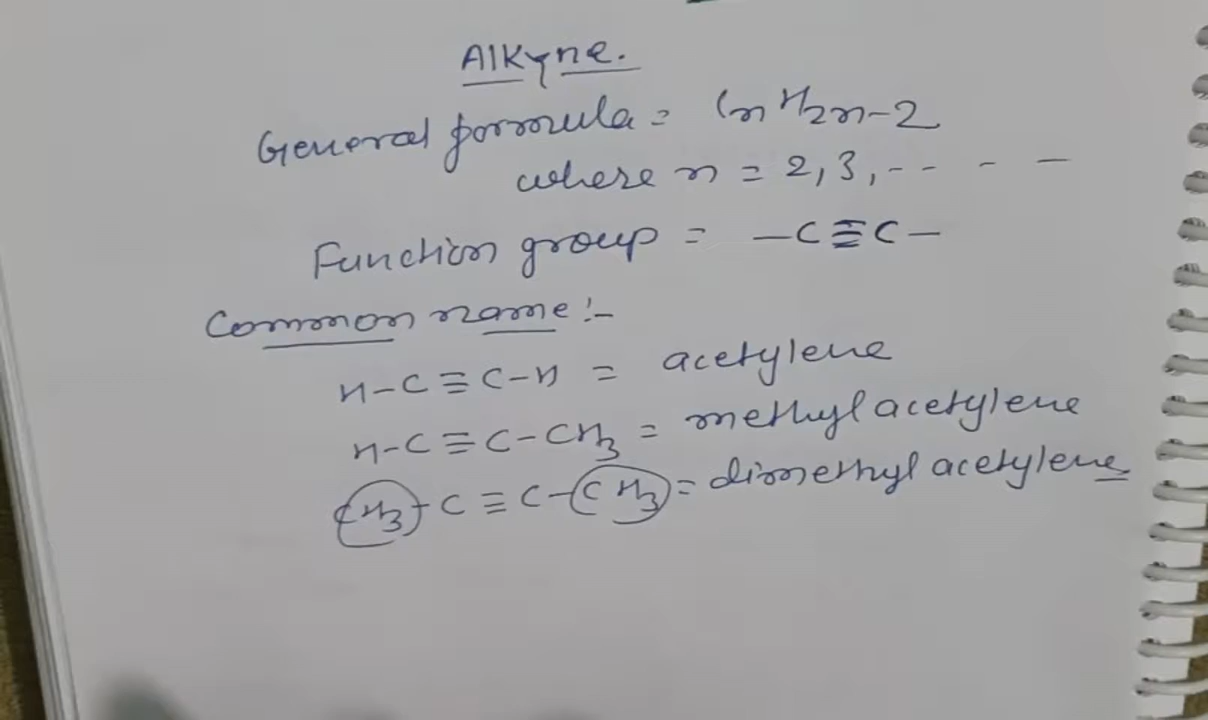 Alkyne.
General formula = CnH2n-2
where n = 2, 3, -- - -
Function group = -C≡C-
Common name :-
H-C≡C-H = acetylene
H-C≡C-CH3 = methyl acetylene
CH3-C≡C-CH3 = dimethyl acetylene